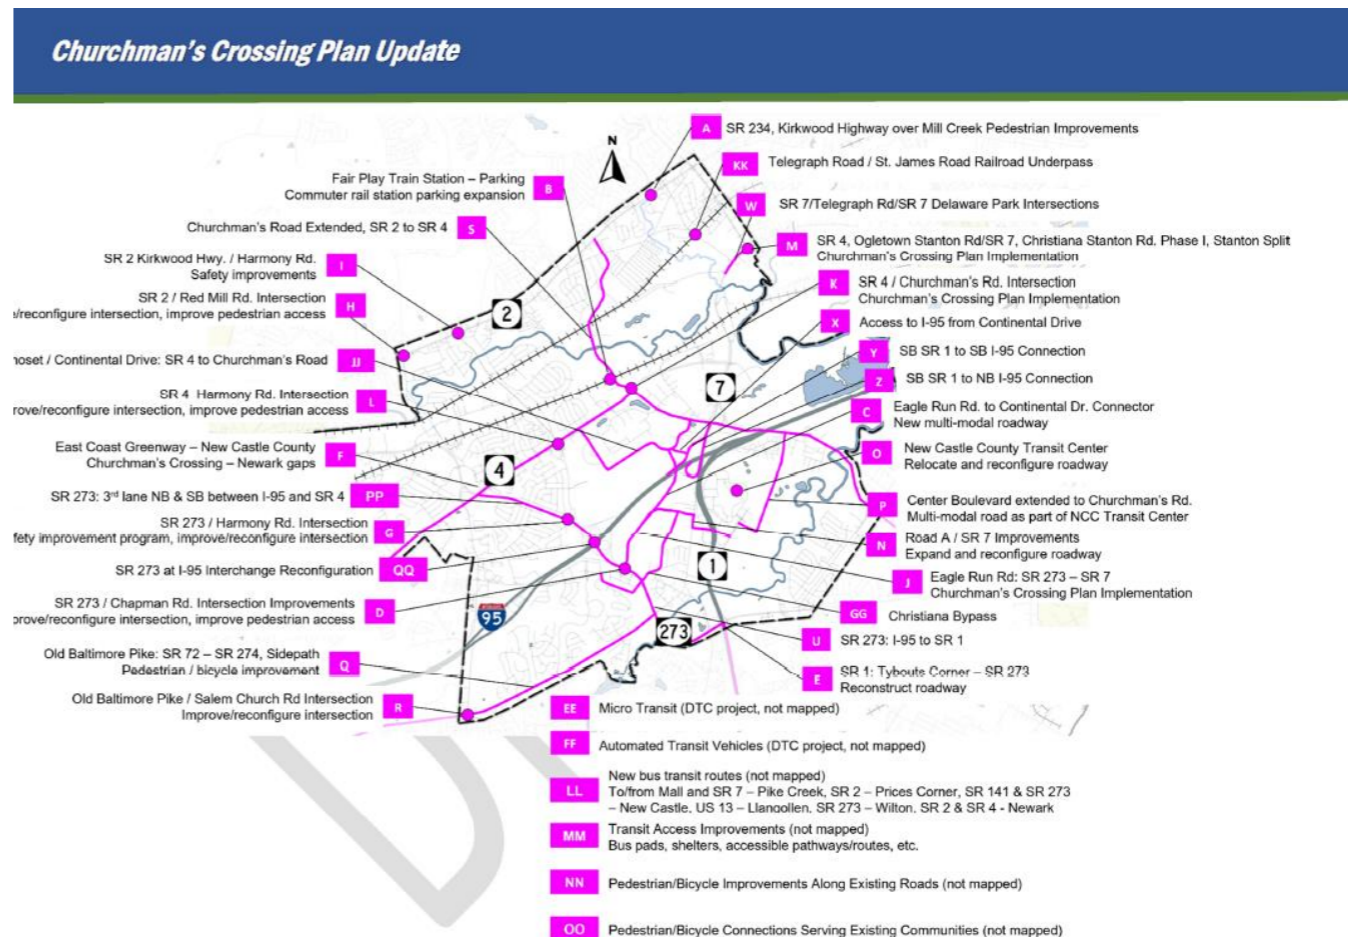 Churchman's Crossing Plan Update
N
A
SR 234, Kirkwood Highway over Mill Creek Pedestrian Improvements
KK
Telegraph Road / St. James Road Railroad Underpass
W
SR 7/Telegraph Rd/SR 7 Delaware Park Intersections
M
SR 4, Ogletown Stanton Rd/SR 7, Christiana Stanton Rd. Phase I, Stanton Split
Churchman's Crossing Plan Implementation
K
SR 4 / Churchman's Rd. Intersection
Churchman's Crossing Plan Implementation
X
Access to I-95 from Continental Drive
Y
SB SR 1 to SB I-95 Connection
Z
SB SR 1 to NB I-95 Connection
C
Eagle Run Rd. to Continental Dr. Connector
New multi-modal roadway
O
New Castle County Transit Center
Relocate and reconfigure roadway
P
Center Boulevard extended to Churchman's Rd.
Multi-modal road as part of NCC Transit Center
N
Road A / SR 7 Improvements
Expand and reconfigure roadway
J
Eagle Run Rd: SR 273 – SR 7
Churchman's Crossing Plan Implementation
GG
Christiana Bypass
U
SR 273: I-95 to SR 1
E
SR 1: Tybouts Corner – SR 273
Reconstruct roadway
Fair Play Train Station – Parking
Commuter rail station parking expansion
B
Churchman's Road Extended, SR 2 to SR 4
S
SR 2 Kirkwood Hwy. / Harmony Rd.
Safety improvements
I
SR 2 / Red Mill Rd. Intersection
e/reconfigure intersection, improve pedestrian access
H
noset / Continental Drive: SR 4 to Churchman's Road
JJ
SR 4 Harmony Rd. Intersection
rove/reconfigure intersection, improve pedestrian access
L
East Coast Greenway – New Castle County
Churchman's Crossing – Newark gaps
F
SR 273: 3rd lane NB & SB between I-95 and SR 4
PP
SR 273 / Harmony Rd. Intersection
fety improvement program, improve/reconfigure intersection
G
SR 273 at I-95 Interchange Reconfiguration
QQ
SR 273 / Chapman Rd. Intersection Improvements
prove/reconfigure intersection, improve pedestrian access
D
Old Baltimore Pike: SR 72 – SR 274, Sidepath
Pedestrian / bicycle improvement
Q
Old Baltimore Pike / Salem Church Rd Intersection
Improve/reconfigure intersection
R
2
7
4
1
95
273
EE
Micro Transit (DTC project, not mapped)
FF
Automated Transit Vehicles (DTC project, not mapped)
LL
New bus transit routes (not mapped)
To/from Mall and SR 7 – Pike Creek, SR 2 – Prices Corner, SR 141 & SR 273
– New Castle, US 13 – Llangollen, SR 273 – Wilton, SR 2 & SR 4 - Newark
MM
Transit Access Improvements (not mapped)
Bus pads, shelters, accessible pathways/routes, etc.
NN
Pedestrian/Bicycle Improvements Along Existing Roads (not mapped)
OO
Pedestrian/Bicycle Connections Serving Existing Communities (not mapped)